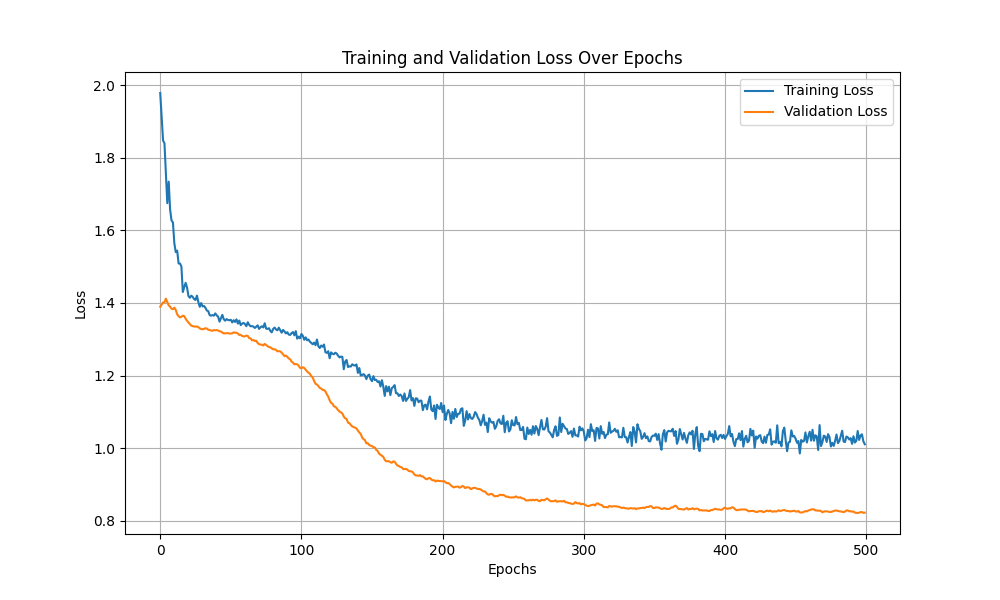 Training and Validation Loss Over Epochs
Training Loss
Validation Loss
Loss
2.0
1.8
1.6
1.4
1.2
1.0
0.8
0 100 200 300 400 500
Epochs